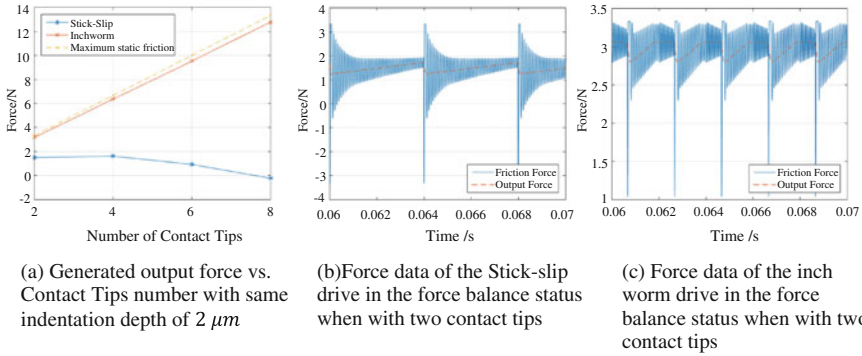 14
12
10
8
6
4
2
0
-2
Force/N
Stick-Slip
Inchworm
Maximum static friction
2
4
6
8
Number of Contact Tips
4
3
2
1
0
-1
-2
-3
-4
Force/N
Friction Force
Output Force
0.06
0.062
0.064
0.066
0.068
0.07
Time /s
3.5
3
2.5
2
1.5
1
Force/N
Friction Force
Output Force
0.06
0.062
0.064
0.066
0.068
0.07
Time /s
(a) Generated output force vs.
Contact Tips number with same
indentation depth of 2 μm
(b)Force data of the Stick-slip
drive in the force balance status
when with two contact tips
(c) Force data of the inch
worm drive in the force
balance status when with two
contact tips